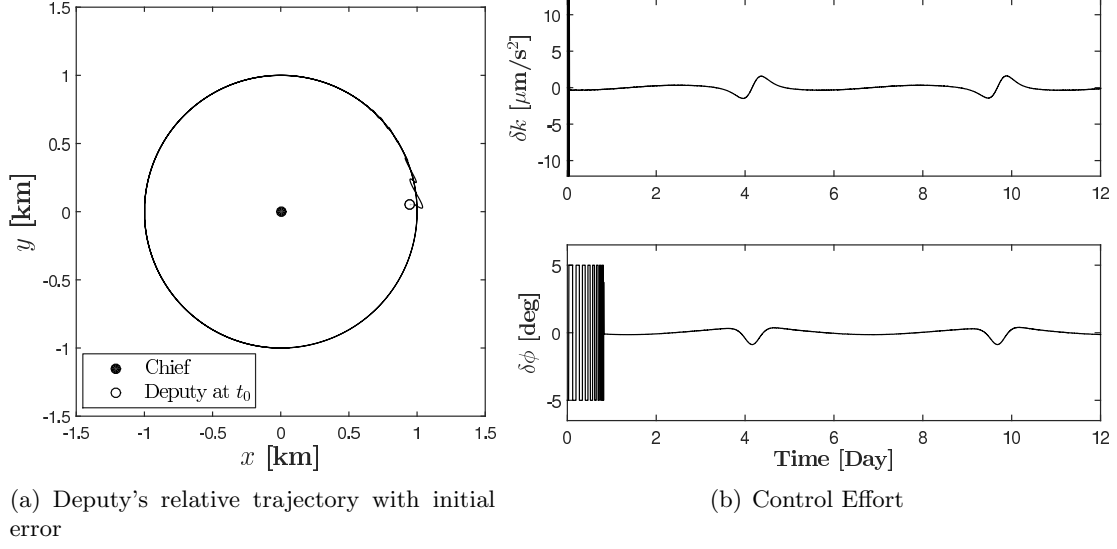 1.5
1
0.5
0
-0.5
-1
-1.5
y [km]
Chief
Deputy at t₀
-1.5 -1 -0.5 0 0.5 1 1.5
x [km]
(a) Deputy's relative trajectory with initial
error
10
5
0
-5
-10
δk [μm/s²]
0 2 4 6 8 10 12
5
0
-5
δϕ [deg]
0 2 4 6 8 10 12
Time [Day]
(b) Control Effort